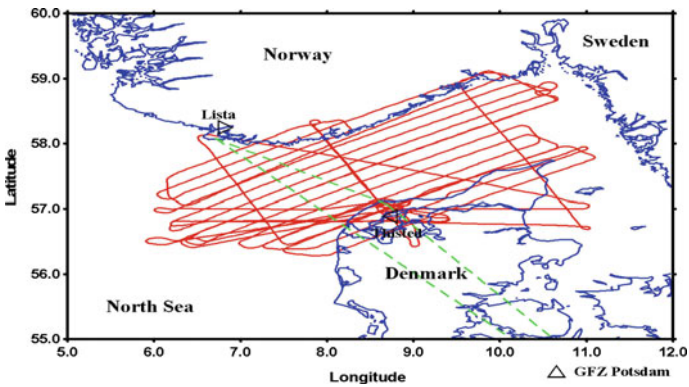 60.0
Norway
Sweden
59.0
Lista
58.0
Latitude
57.0
Hosted
56.0
Denmark
North Sea
55.0
5.0 6.0 7.0 8.0 9.0 10.0 11.0 12.0
Longitude
GFZ Potsdam